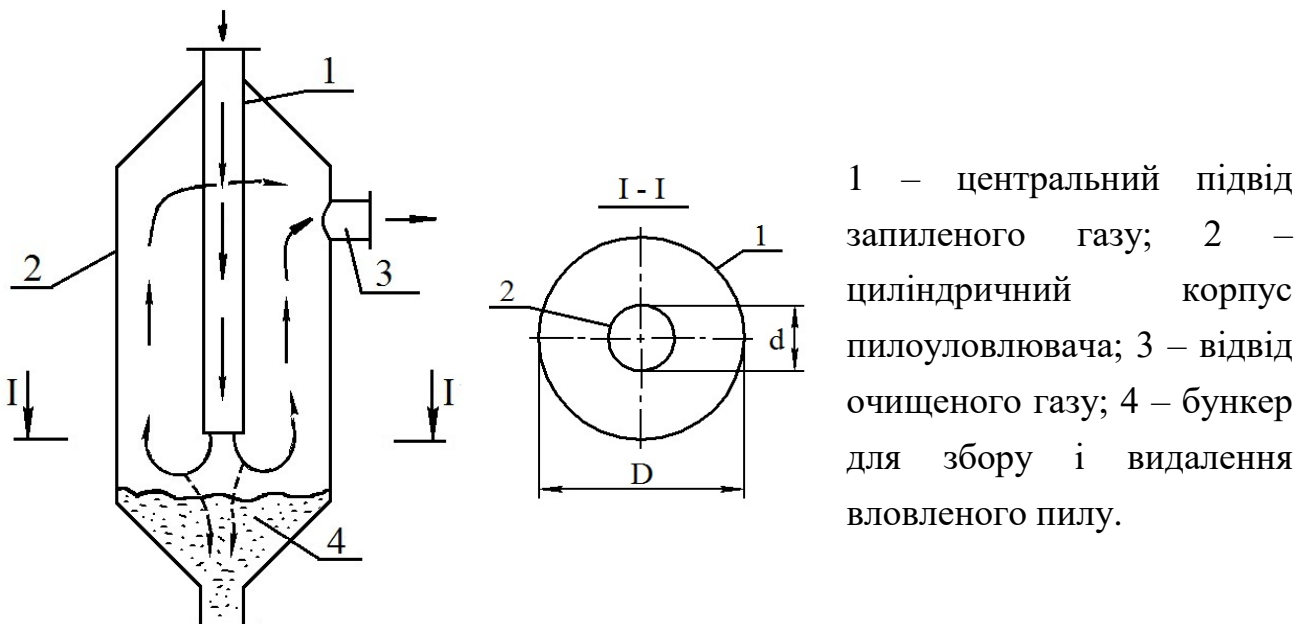 1
2
3
I
I
4
I - I
1
2
d
D
1 – центральний підвід
запиленого газу; 2 –
циліндричний корпус
пилоуловлювача; 3 – відвід
очищеного газу; 4 – бункер
для збору і видалення
вловленого пилу.